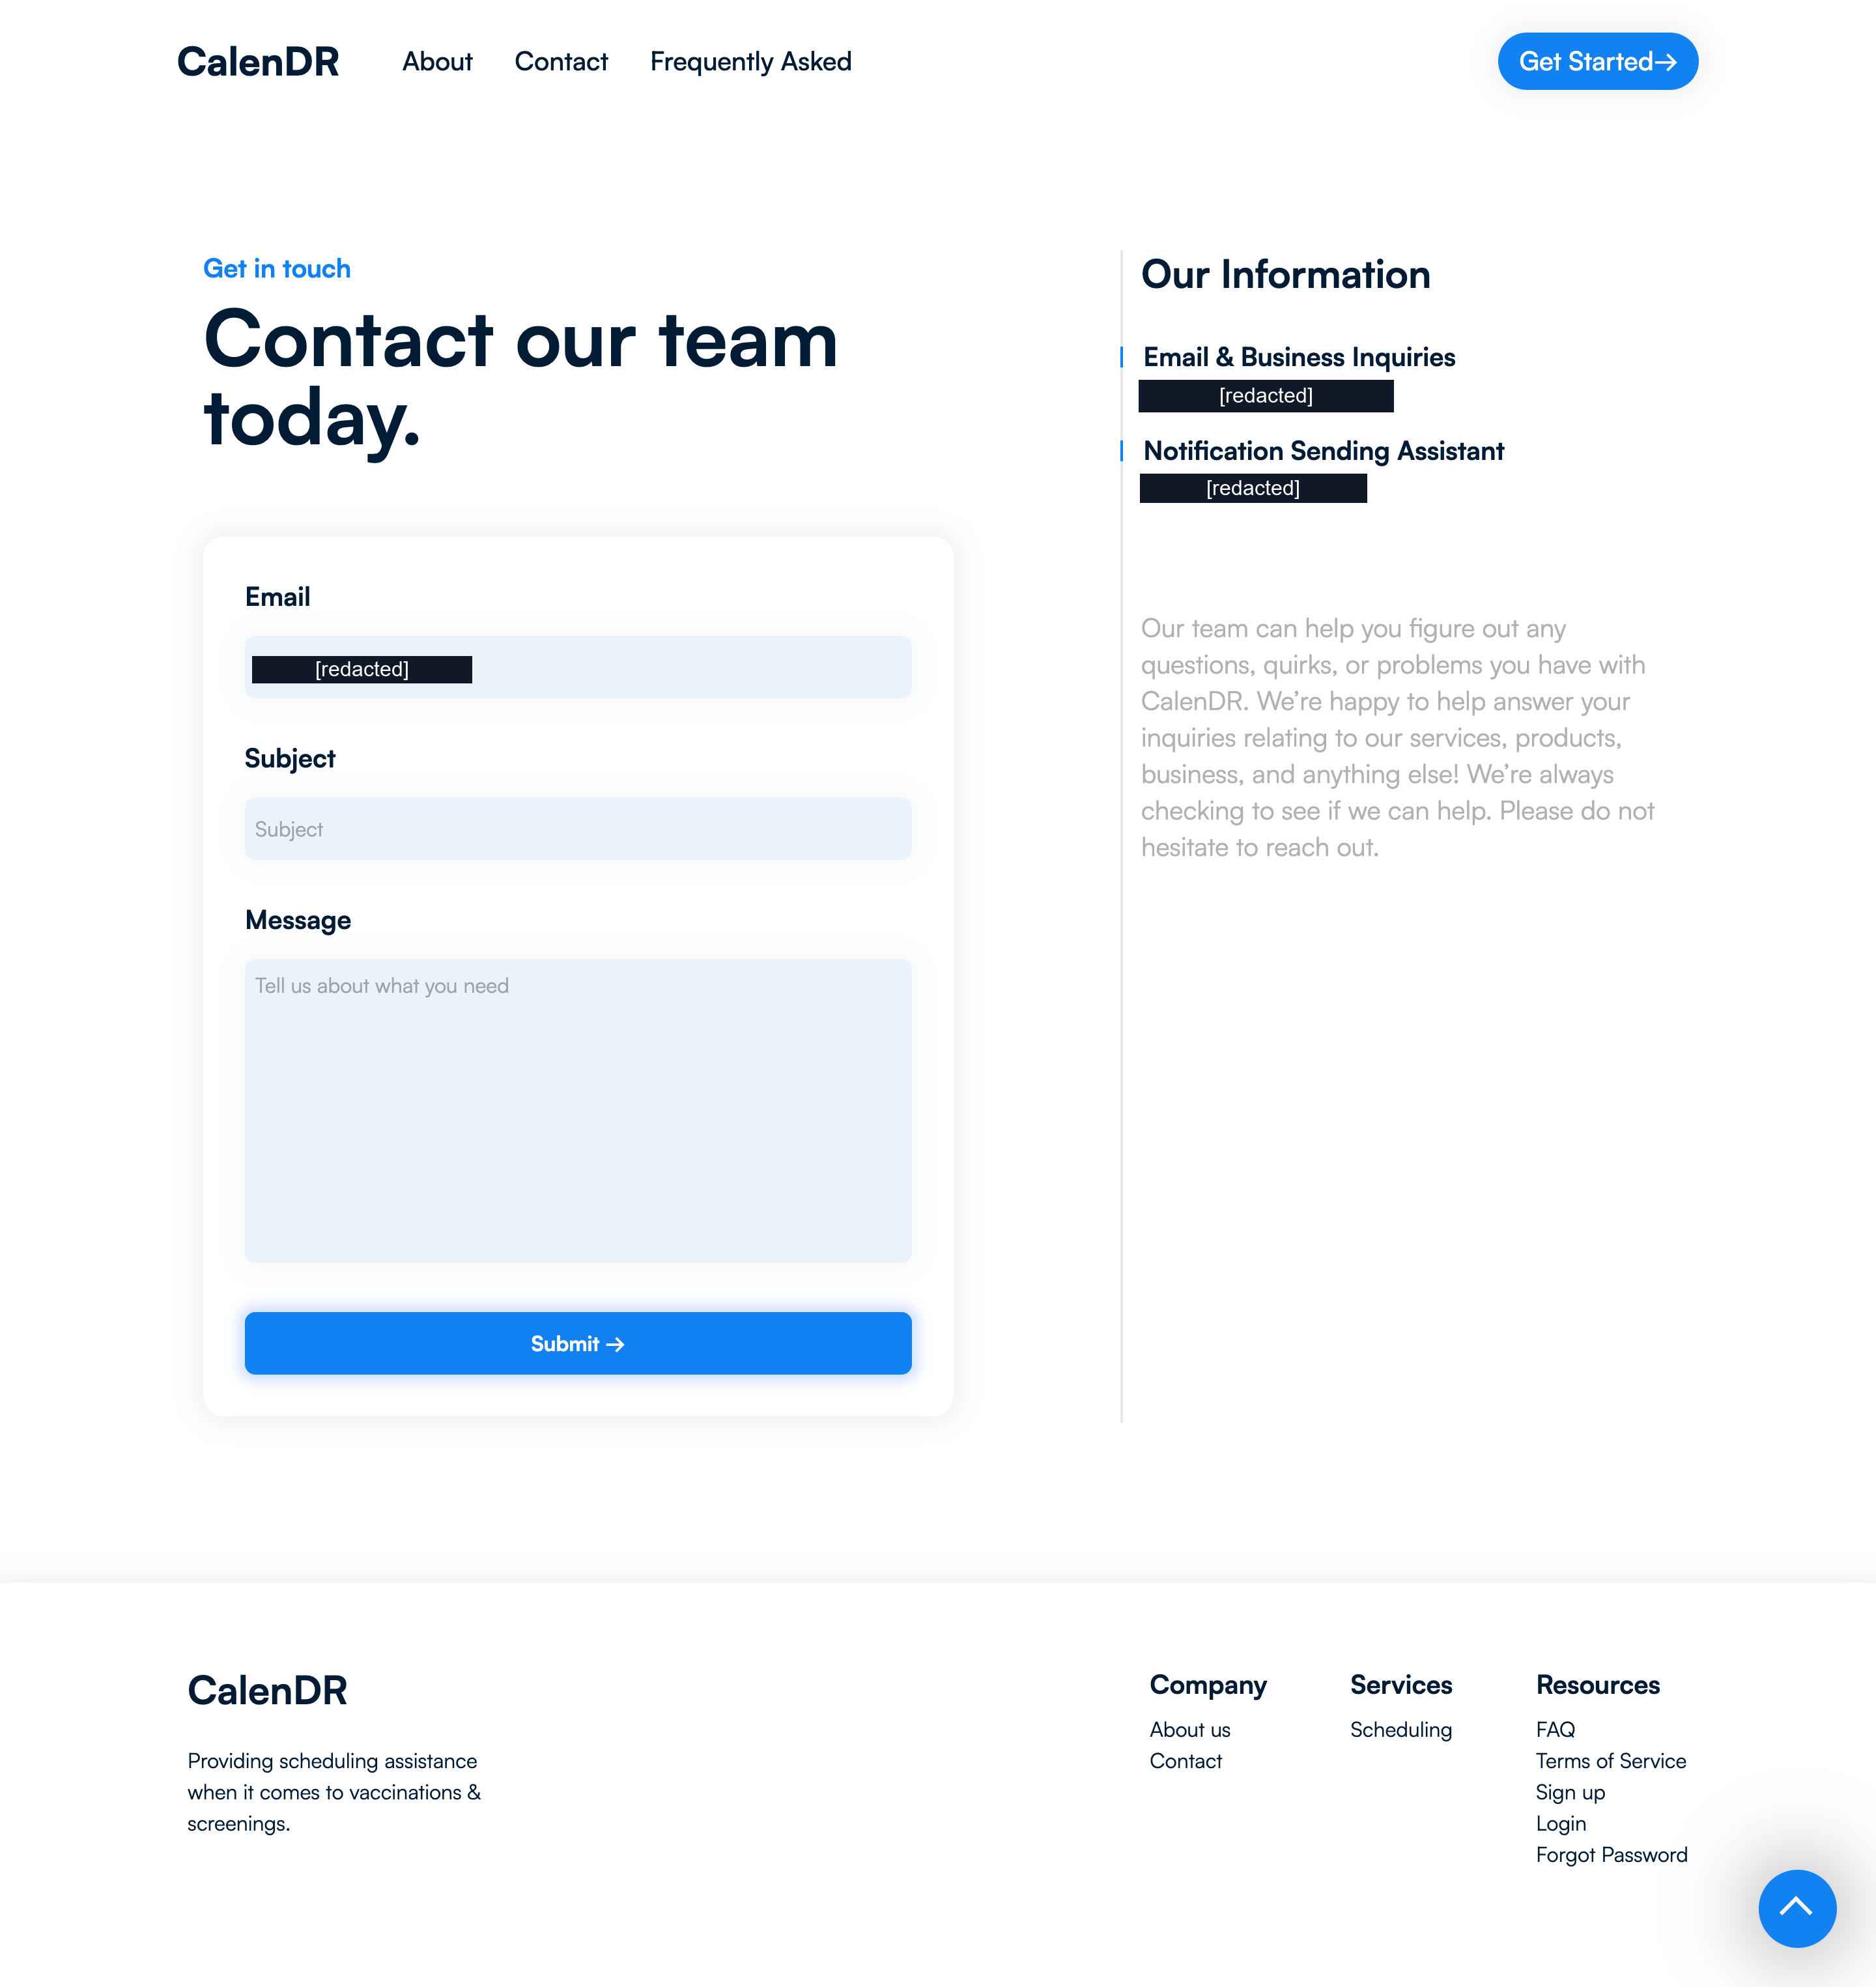 CalenDR
About
Contact
Frequently Asked
Get Started→
Get in touch
Contact our team
today.
Email
[redacted]
Subject
Subject
Message
Tell us about what you need
Submit →
Our Information
Email & Business Inquiries
[redacted]
Notification Sending Assistant
[redacted]
Our team can help you figure out any
questions, quirks, or problems you have with
CalenDR. We’re happy to help answer your
inquiries relating to our services, products,
business, and anything else! We’re always
checking to see if we can help. Please do not
hesitate to reach out.
CalenDR
Providing scheduling assistance
when it comes to vaccinations &
screenings.
Company
About us
Contact
Services
Scheduling
Resources
FAQ
Terms of Service
Sign up
Login
Forgot Password